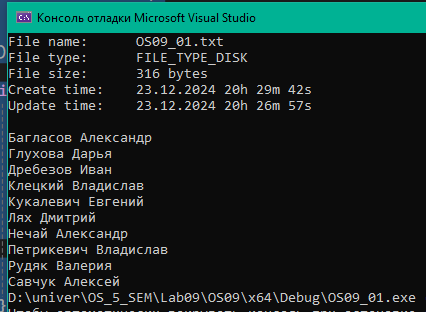 Консоль отладки Microsoft Visual Studio
File name: OS09_01.txt
File type: FILE_TYPE_DISK
File size: 316 bytes
Create time: 23.12.2024 20h 29m 42s
Update time: 23.12.2024 20h 26m 57s
Багласов Александр
Глухова Дарья
Дребезов Иван
Клецкий Владислав
Кукалевич Евгений
Лях Дмитрий
Нечай Александр
Петрикевич Владислав
Рудяк Валерия
Савчук Алексей
D:\univer\OS_5_SEM\Lab09\OS09\x64\Debug\OS09_01.exe